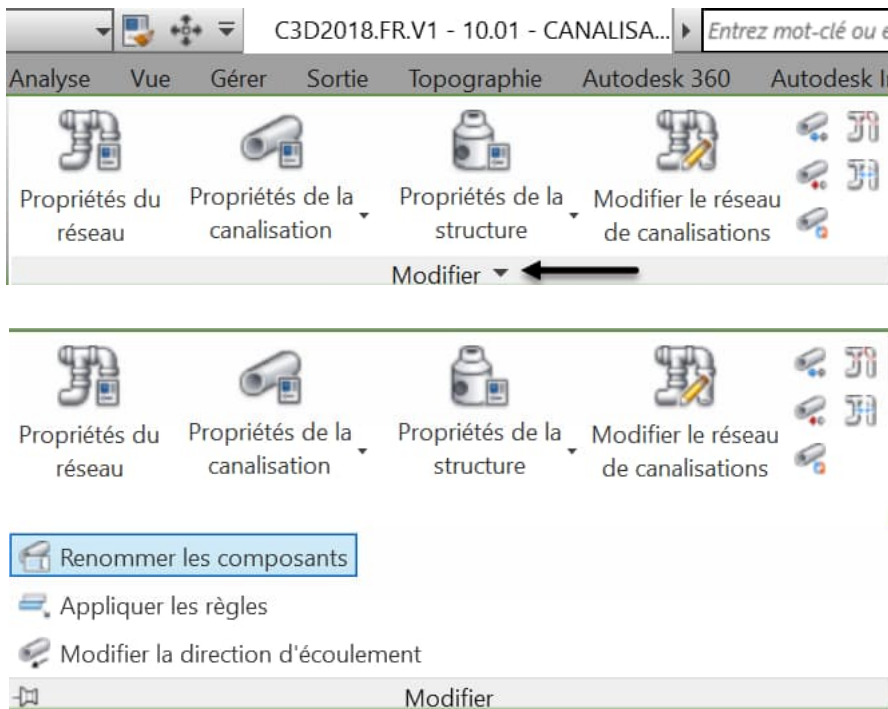 C3D2018.FR.V1 - 10.01 - CANALISA... Entrez mot-clé ou
Analyse Vue Gérer Sortie Topographie Autodesk 360 Autodesk
Propriétés du Propriétés de la Propriétés de la Modifier le réseau
réseau canalisation structure de canalisations
Modifier
Propriétés du Propriétés de la Propriétés de la Modifier le réseau
réseau canalisation structure de canalisations
Renommer les composants
Appliquer les règles
Modifier la direction d'écoulement
Modifier